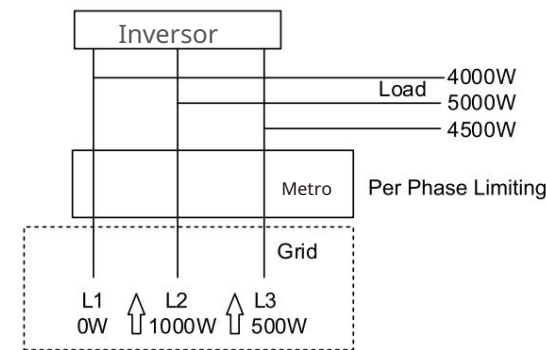 Inversor
4000W
Load
5000W
4500W
Metro
Per Phase Limiting
Grid
L1 L2 L3
0W 1000W 500W